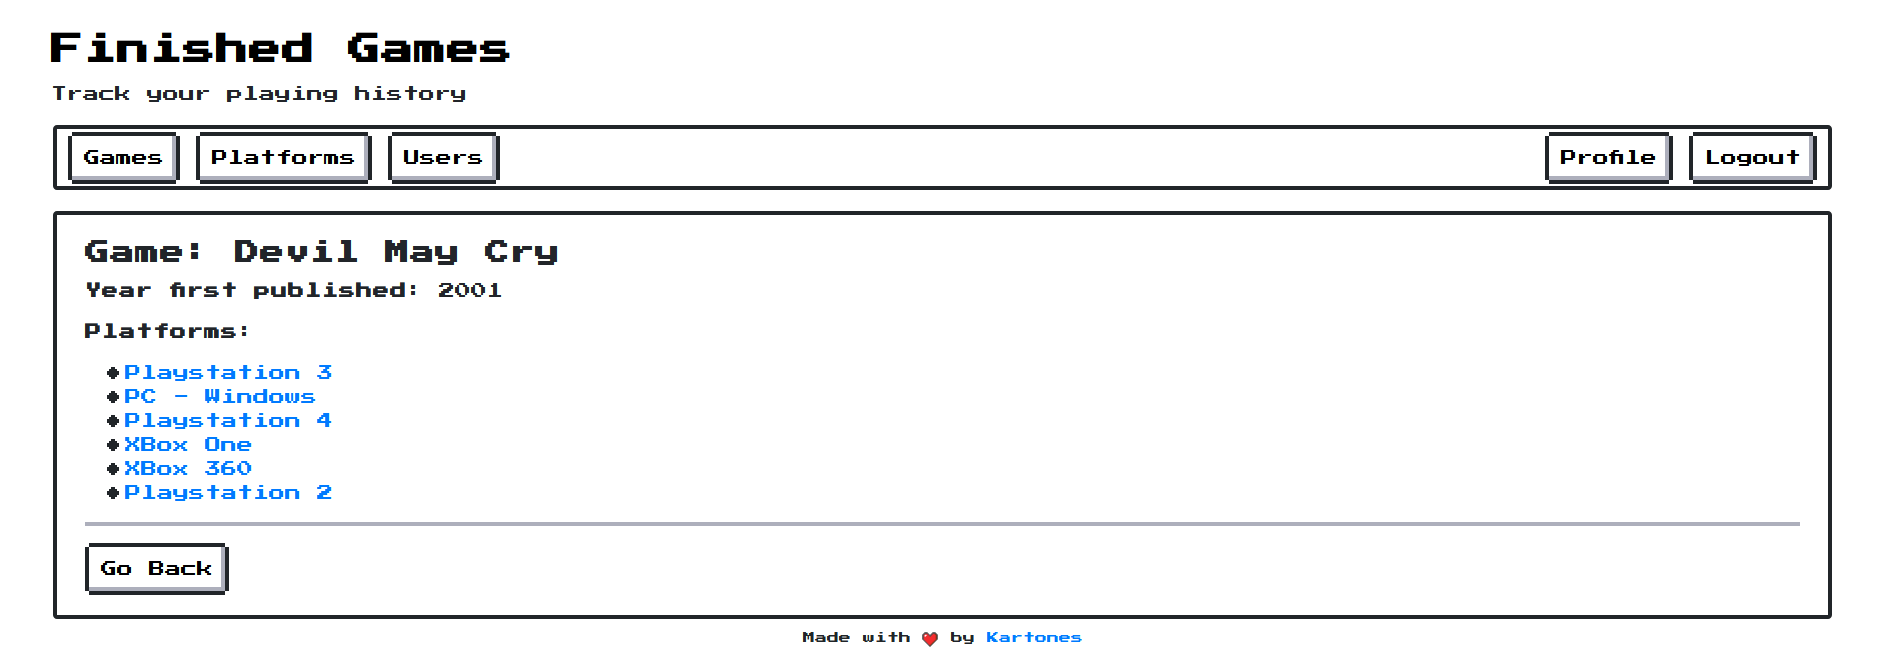 Finished Games
Track your playing history
Games Platforms Users Profile Logout
Game: Devil May Cry
Year first published: 2001
Platforms:
Playstation 3
PC - Windows
Playstation 4
XBox One
XBox 360
Playstation 2
Go Back
Made with ❤ by Kartones